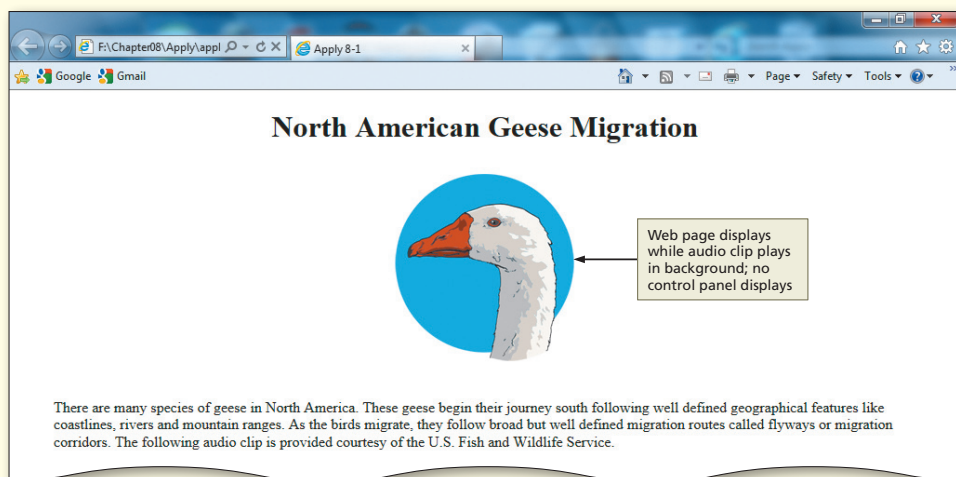 F:\Chapter08\Apply\appl
Apply 8-1
Google Gmail
Page Safety Tools
North American Geese Migration
Web page displays
while audio clip plays
in background; no
control panel displays
There are many species of geese in North America. These geese begin their journey south following well defined geographical features like
coastlines, rivers and mountain ranges. As the birds migrate, they follow broad but well defined migration routes called flyways or migration
corridors. The following audio clip is provided courtesy of the U.S. Fish and Wildlife Service.